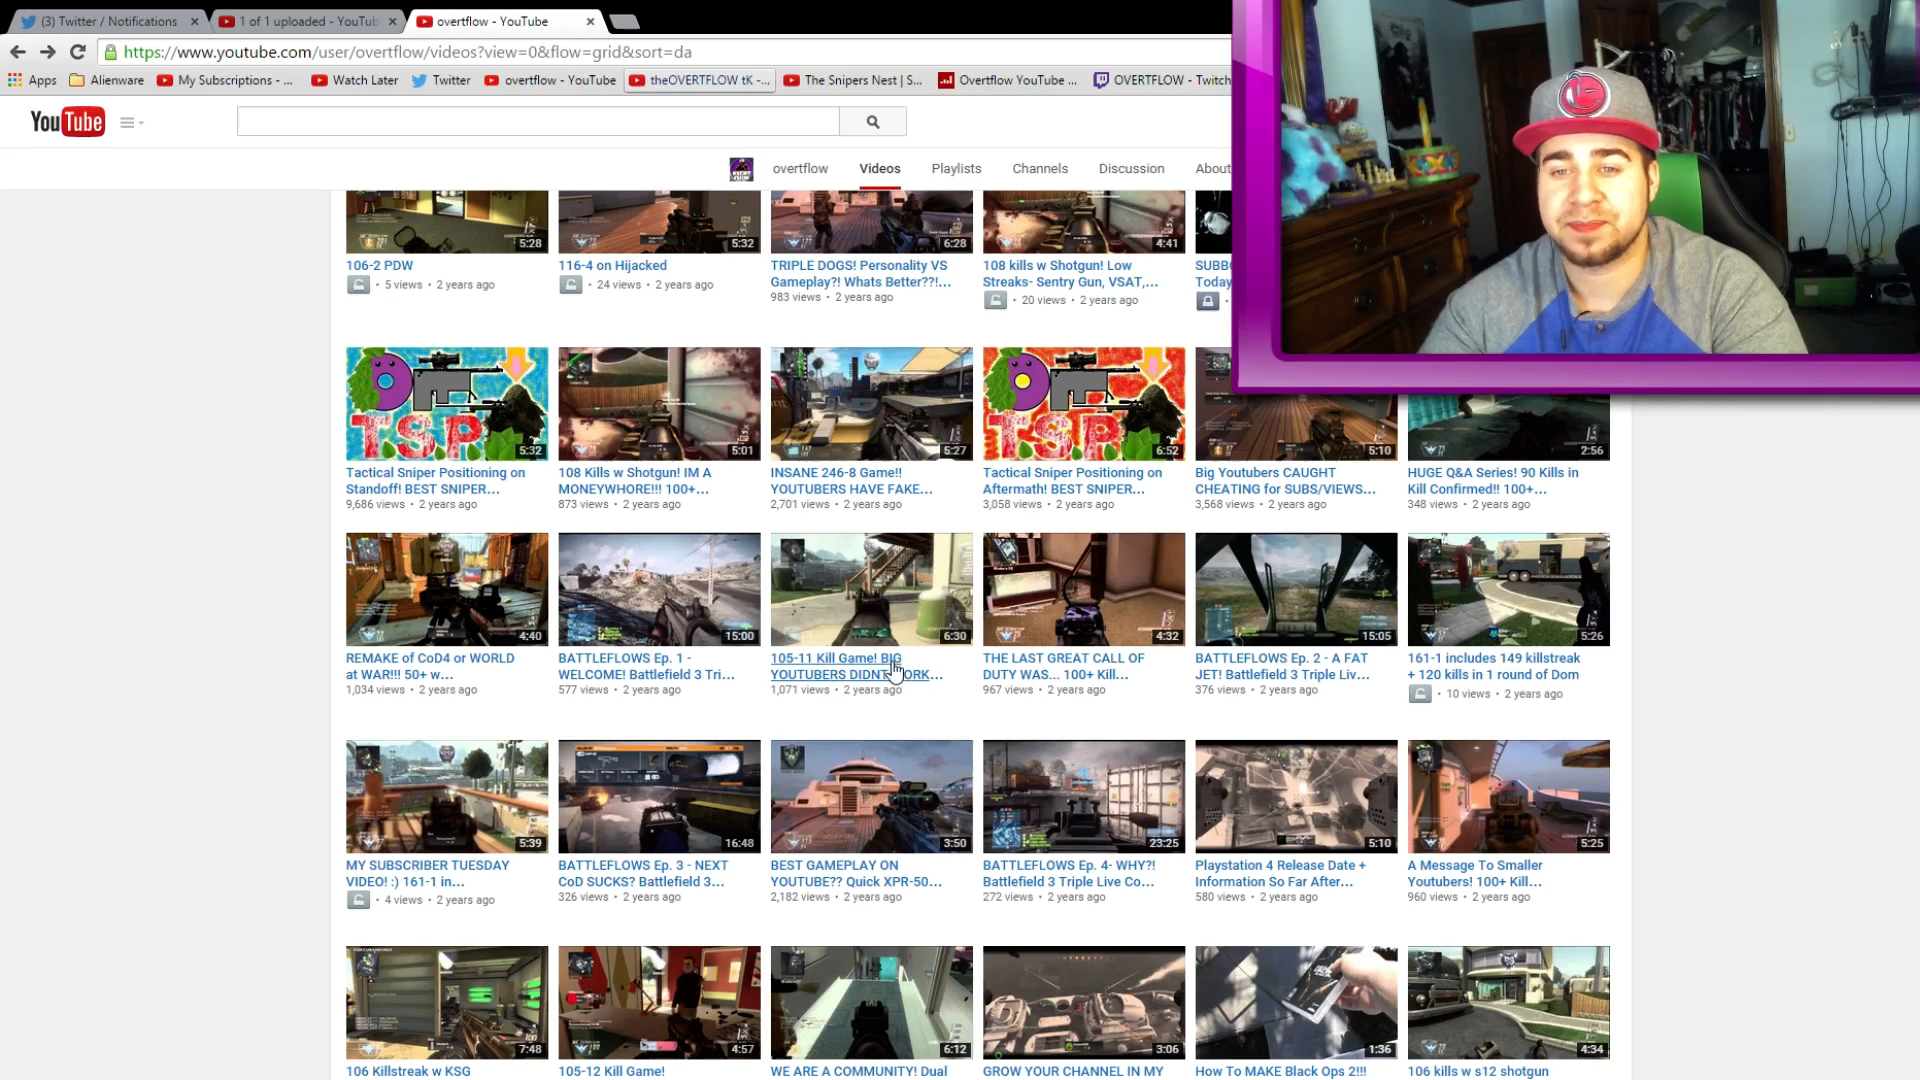 (3) Twitter / Notifications
1 of 1 uploaded - YouTub
overtflow - YouTube
https://www.youtube.com/user/overtflow/videos?view=0&flow=grid&sort=da
Apps
Alienware
My Subscriptions - ...
Watch Later
Twitter
overtflow - YouTube
theOVERTFLOW tK -...
The Snipers Nest | S...
Overtflow YouTube ...
OVERTFLOW - Twitch
YouTube
overtflow
Videos
Playlists
Channels
Discussion
About
5:28
5:32
6:28
4:41
106-2 PDW
5 views • 2 years ago
116-4 on Hijacked
24 views • 2 years ago
TRIPLE DOGS! Personality VS
Gameplay?! Whats Better??!...
983 views • 2 years ago
108 kills w Shotgun! Low
Streaks- Sentry Gun, VSAT,...
20 views • 2 years ago
SUBB
Today
T.S.P
5:32
5:01
5:27
T.S.P
6:52
5:10
2:56
Tactical Sniper Positioning on
Standoff! BEST SNIPER...
9,686 views • 2 years ago
108 Kills w Shotgun! IM A
MONEYWHORE!!! 100+...
873 views • 2 years ago
INSANE 246-8 Game!!
YOUTUBERS HAVE FAKE...
2,701 views • 2 years ago
Tactical Sniper Positioning on
Aftermath! BEST SNIPER...
3,058 views • 2 years ago
Big Youtubers CAUGHT
CHEATING for SUBS/VIEWS...
3,568 views • 2 years ago
HUGE Q&A Series! 90 Kills in
Kill Confirmed!! 100+...
348 views • 2 years ago
4:40
15:00
6:30
4:32
15:05
5:26
REMAKE of CoD4 or WORLD
at WAR!!! 50+ w...
1,034 views • 2 years ago
BATTLEFLOWS Ep. 1 -
WELCOME! Battlefield 3 Tri...
577 views • 2 years ago
105-11 Kill Game! BIG
YOUTUBERS DIDNT ORK...
1,071 views • 2 years ago
THE LAST GREAT CALL OF
DUTY WAS... 100+ Kill...
967 views • 2 years ago
BATTLEFLOWS Ep. 2 - A FAT
JET! Battlefield 3 Triple Liv...
376 views • 2 years ago
161-1 includes 149 killstreak
+ 120 kills in 1 round of Dom
10 views • 2 years ago
5:39
16:48
3:50
23:25
5:10
5:25
MY SUBSCRIBER TUESDAY
VIDEO! :) 161-1 in...
4 views • 2 years ago
BATTLEFLOWS Ep. 3 - NEXT
CoD SUCKS? Battlefield 3...
326 views • 2 years ago
BEST GAMEPLAY ON
YOUTUBE?? Quick XPR-50...
2,182 views • 2 years ago
BATTLEFLOWS Ep. 4- WHY?!
Battlefield 3 Triple Live Co...
272 views • 2 years ago
Playstation 4 Release Date +
Information So Far After...
580 views • 2 years ago
A Message To Smaller
Youtubers! 100+ Kill...
960 views • 2 years ago
7:48
4:57
6:12
3:06
1:36
4:34
106 Killstreak w KSG
105-12 Kill Game!
WE ARE A COMMUNITY! Dual
GROW YOUR CHANNEL IN MY
How To MAKE Black Ops 2!!!
106 kills w s12 shotgun